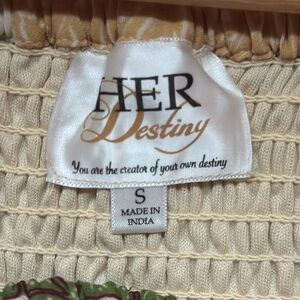 HER
Destiny
You are the creator of your own destiny
S
MADE IN
INDIA